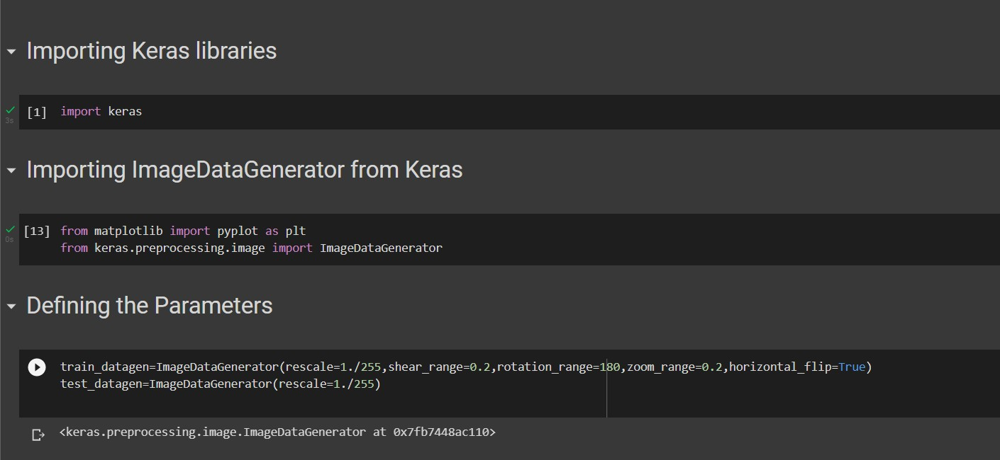 Importing Keras libraries
[1] import keras
3s
Importing ImageDataGenerator from Keras
[13] from matplotlib import pyplot as plt
0s
from keras.preprocessing.image import ImageDataGenerator
Defining the Parameters
train_datagen=ImageDataGenerator(rescale=1./255,shear_range=0.2,rotation_range=180,zoom_range=0.2,horizontal_flip=True)
test_datagen=ImageDataGenerator(rescale=1./255)
<keras.preprocessing.image.ImageDataGenerator at 0x7fb7448ac110>